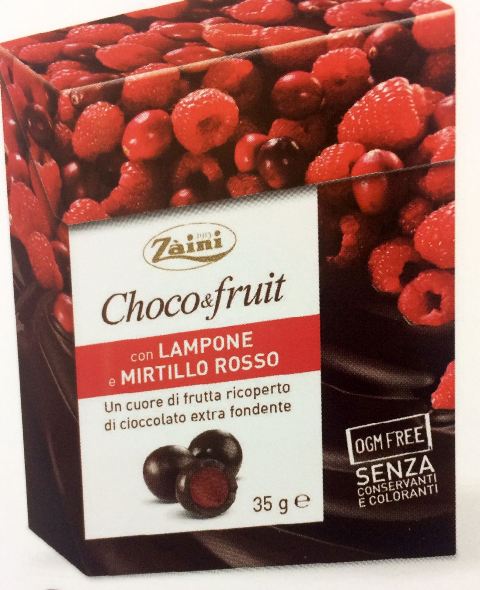 1913
Zàini
Choco&fruit
con LAMPONE
e MIRTILLO ROSSO
Un cuore di frutta ricoperto
di cioccolato extra fondente
35 g e
OGM FREE
SENZA
CONSERVANTI
E COLORANTI